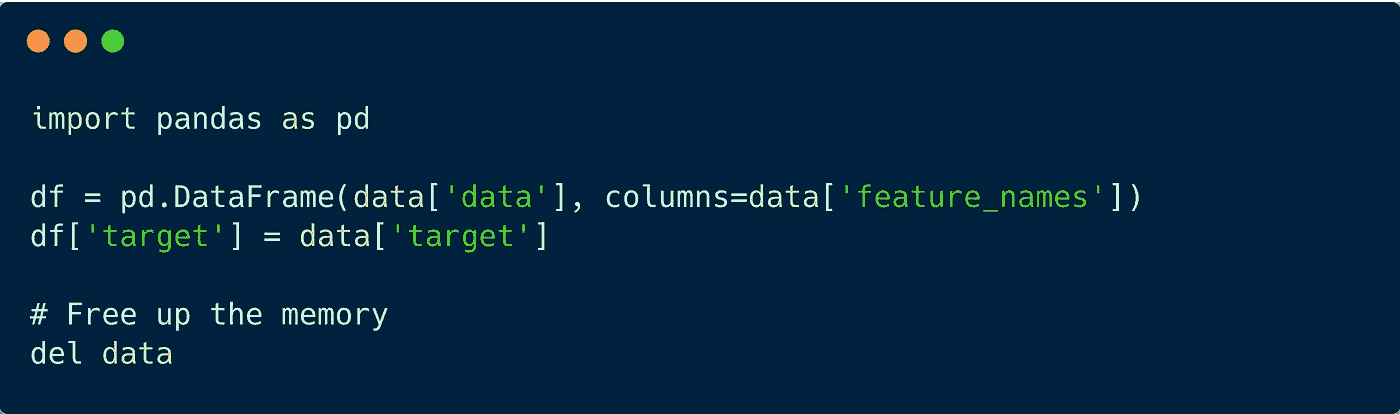 import pandas as pd
df = pd.DataFrame(data['data'], columns=data['feature_names'])
df['target'] = data['target']
# Free up the memory
del data